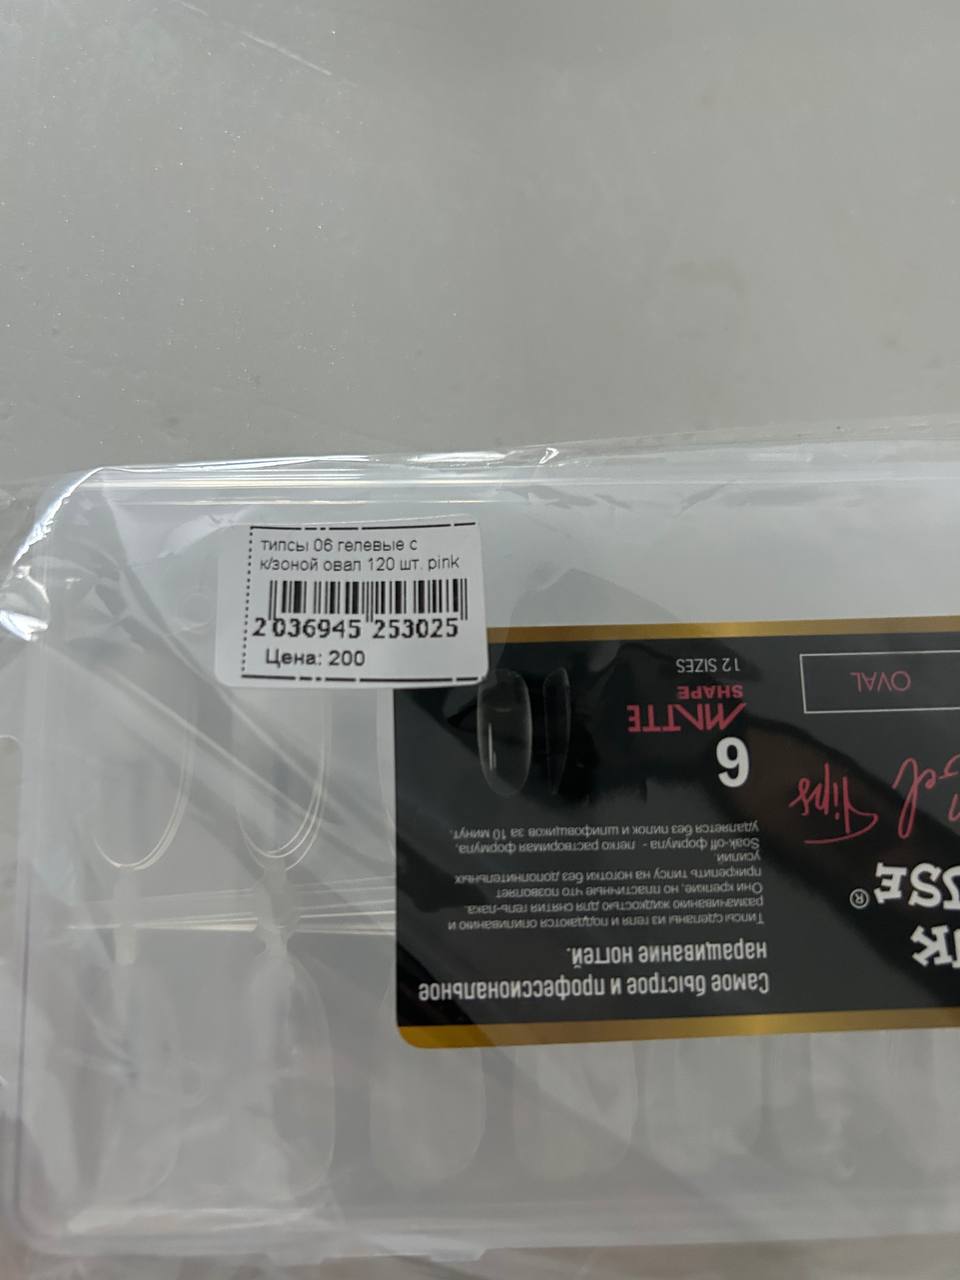 типсы 06 гелевые с
к/зоной овал 120 шт. pink
2 036945 253025
Цена: 200
Самое быстрое и профессиональное
наращивание ногтей.
Типсы сделаны из геля и поддаются опиливанию и
размачиванию жидкостью для снятия гель-лака.
Они крепкие, но пластичные что позволяет
прикрепить типсу на ноготки без дополнительных
усилий.
Soak-off формула - легко растворимая формула,
удаляется без пилок и шлифовщиков за 10 минут.
6
MATTE
SHAPE
12 SIZES
USE®
Tips
OVAL